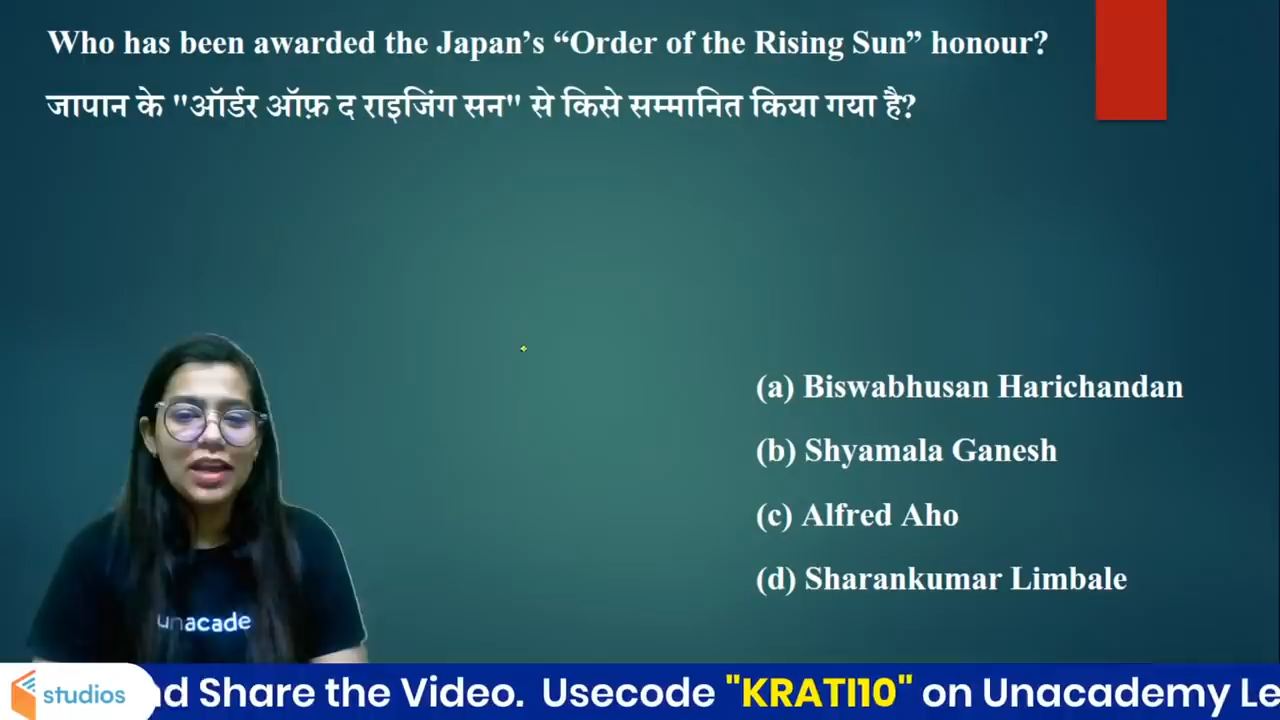 Who has been awarded the Japan’s “Order of the Rising Sun” honour?
जापान के "ऑर्डर ऑफ़ द राइजिंग सन" से किसे सम्मानित किया गया है?
(a) Biswabhusan Harichandan
(b) Shyamala Ganesh
(c) Alfred Aho
(d) Sharankumar Limbale
unacade
studios
nd Share the Video. Usecode "KRATI10" on Unacademy Le